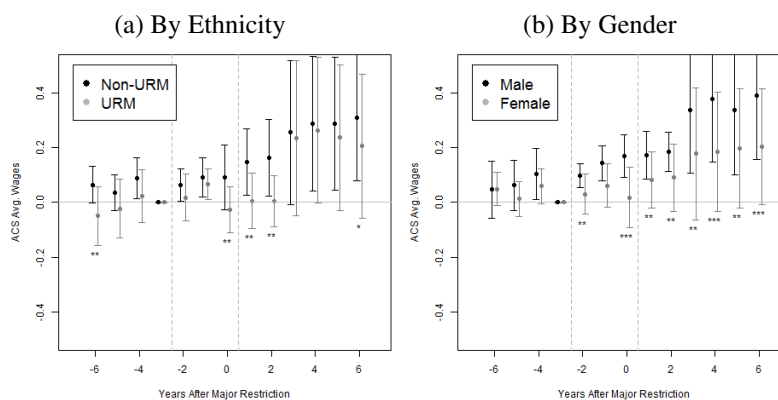 (a) By Ethnicity
Non-URM
URM
ACS Avg. Wages
0.4
0.2
0.0
-0.2
-0.4
** ** ** ** *
-6 -4 -2 0 2 4 6
Years After Major Restriction
(b) By Gender
Male
Female
ACS Avg. Wages
0.4
0.2
0.0
-0.2
-0.4
** *** ** ** ** *** ** ***
-6 -4 -2 0 2 4 6
Years After Major Restriction